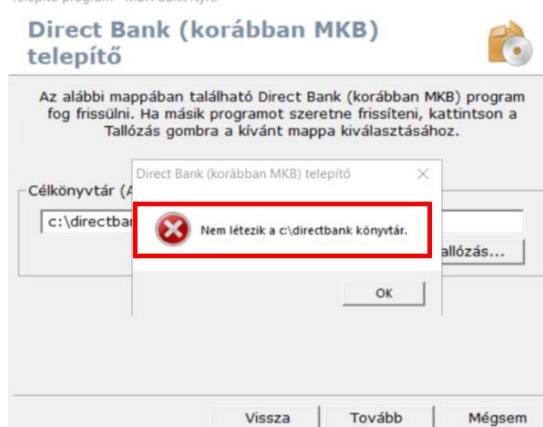 Direct Bank (korábban MKB)
telepítő
Az alábbi mappában található Direct Bank (korábban MKB) program
fog frissülni. Ha másik programot szeretne frissíteni, kattintson a
Tallózás gombra a kívánt mappa kiválasztásához.
Direct Bank (korábban MKB) telepítő
Célkönyvtár
c:\directba
Nem létezik a c:\directbank könyvtár.
allózás...
OK
Vissza
Tovább
Mégsem